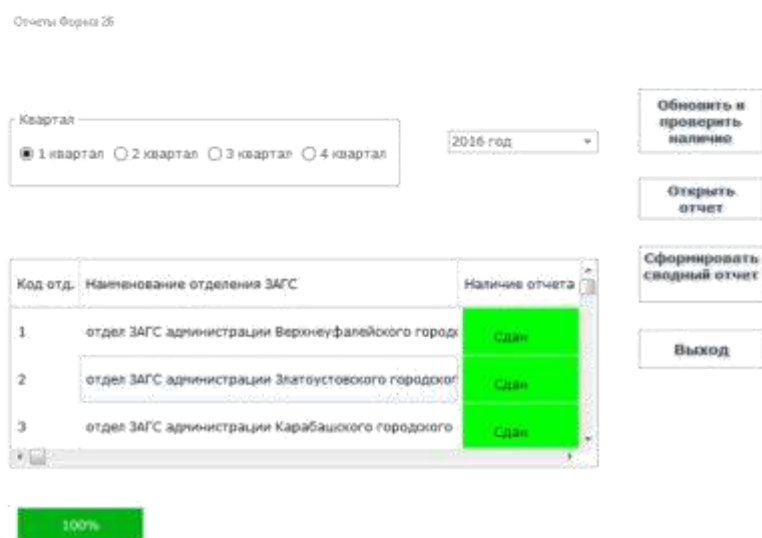 Отчеты Форма 26
Квартал
1 квартал 2 квартал 3 квартал 4 квартал
2016 год
Обновить и
проверить
наличие
Открыть
отчет
Сформировать
сводный отчет
Выход
Код отд. Наименование отделения ЗАГС Наличие отчета
1 отдел ЗАГС администрации Верхнеуфалейского городс Сдан
2 отдел ЗАГС администрации Златоустовского городског Сдан
3 отдел ЗАГС администрации Карабашского городского Сдан
100%